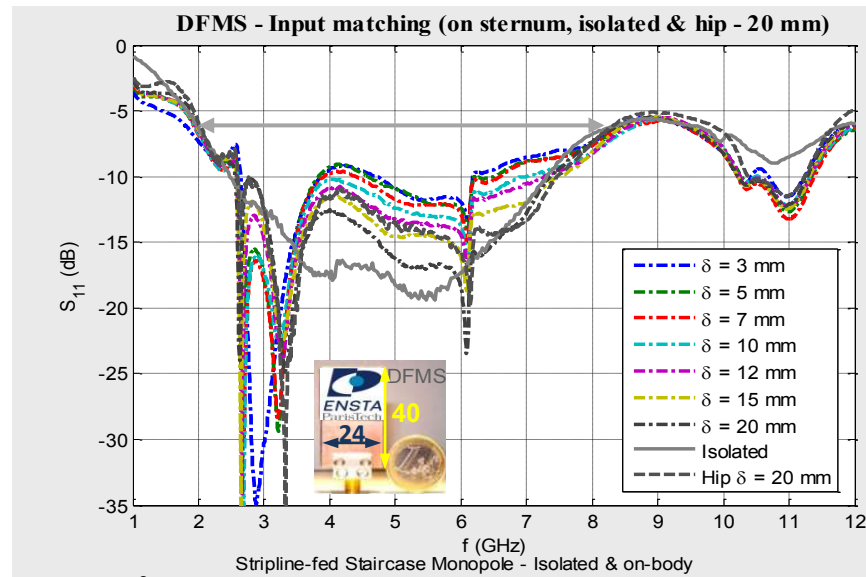 DFMS - Input matching (on sternum, isolated & hip - 20 mm)
0
-5
-10
-15
-20
-25
-30
-35
S11 (dB)
1 2 3 4 5 6 7 8 9 10 11 12
f (GHz)
DFMS
ENSTA
ParisTech
40
24
1
δ = 3 mm
δ = 5 mm
δ = 7 mm
δ = 10 mm
δ = 12 mm
δ = 15 mm
δ = 20 mm
Isolated
Hip δ = 20 mm
Stripline-fed Staircase Monopole - Isolated & on-body